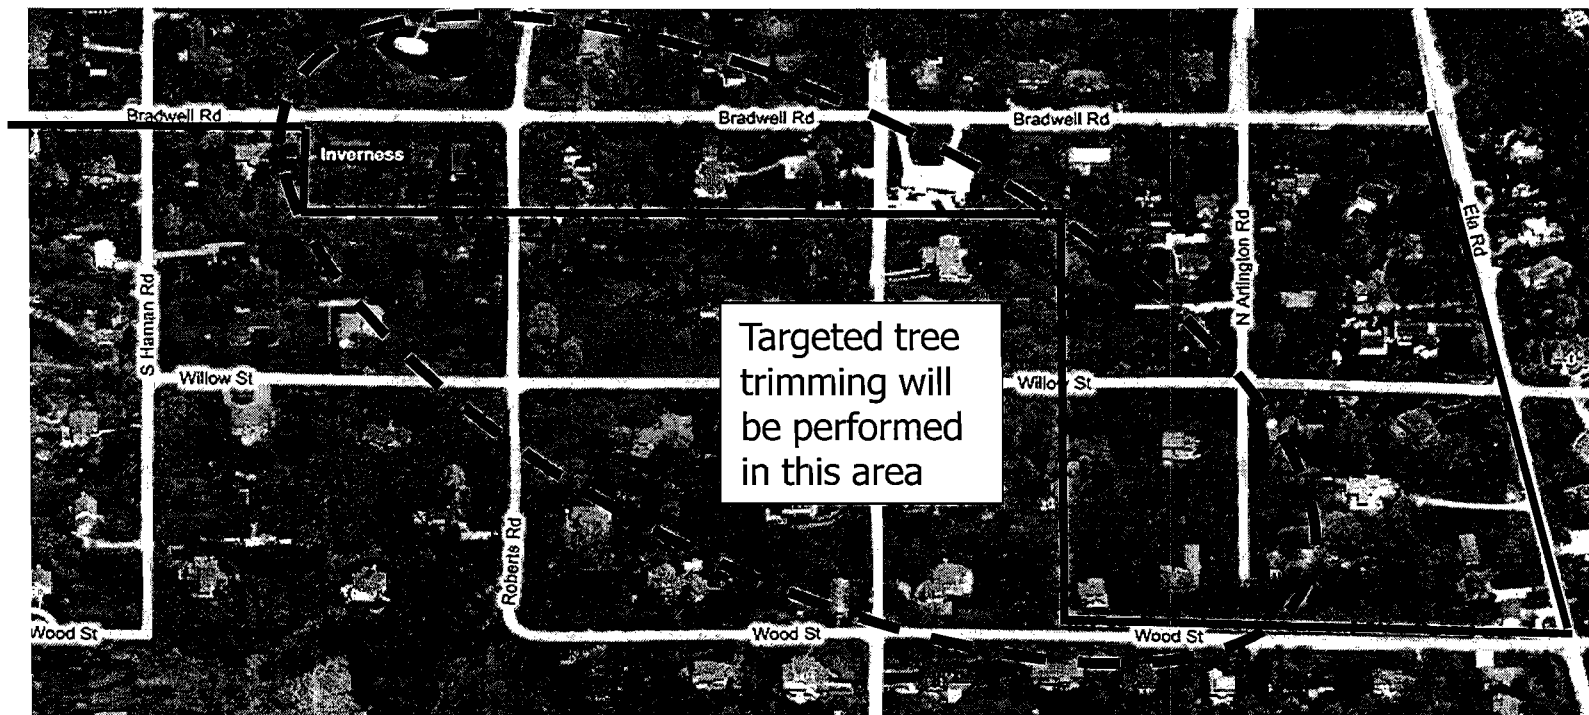 Bradwell Rd
Bradwell Rd
Bradwell Rd
Inverness
S Haman Rd
N Arlington Rd
Ela Rd
Targeted tree
trimming will
be performed
in this area
Willow St
Willow St
Roberts Rd
Wood St
Wood St
Wood St